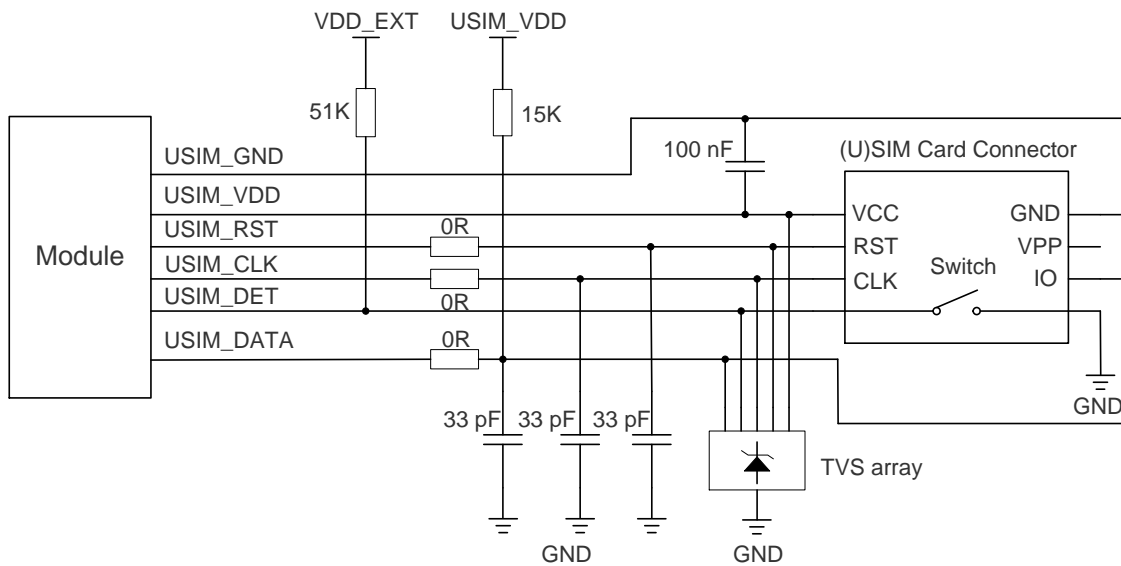 VDD_EXT
USIM_VDD
51K
15K
Module
USIM_GND
USIM_VDD
USIM_RST
USIM_CLK
USIM_DET
USIM_DATA
0R
0R
0R
100 nF
(U)SIM Card Connector
VCC
RST
CLK
GND
VPP
IO
Switch
GND
33 pF
33 pF
33 pF
TVS array
GND
GND